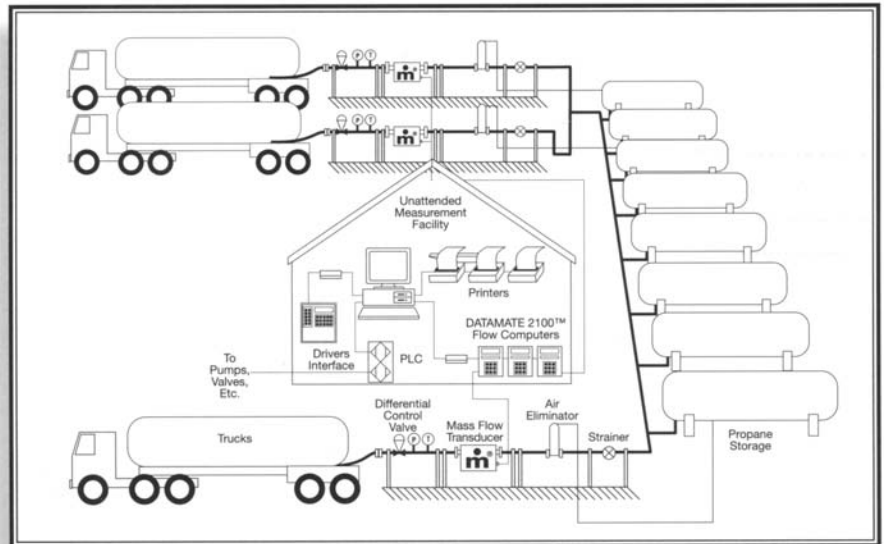 P T
m
P T
m
Unattended
Measurement
Facility
Printers
DATAMATE 2100™
Flow Computers
Drivers
Interface
PLC
To
Pumps,
Valves,
Etc.
Differential
Control
Valve
Mass Flow
Transducer
Air
Eliminator
Strainer
Trucks
P T
m
Propane
Storage